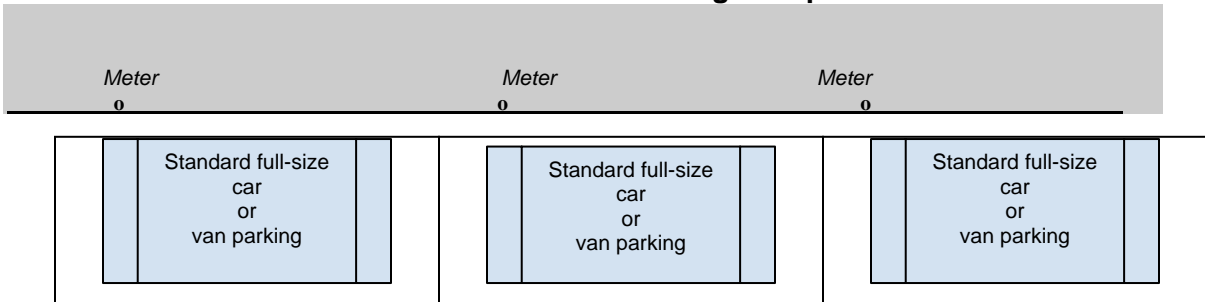 Meter Meter Meter
o o o
Standard full-size
car
or
van parking
Standard full-size
car
or
van parking
Standard full-size
car
or
van parking